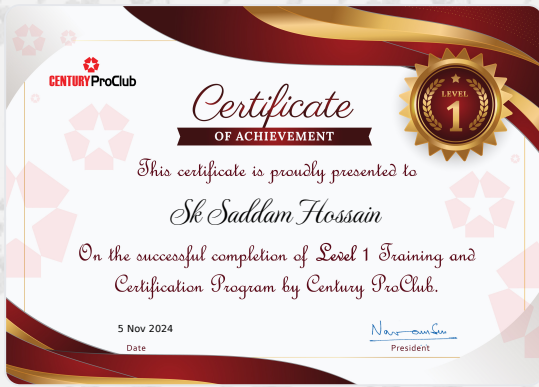 CENTURY ProClub
Certificate
OF ACHIEVEMENT
LEVEL
1
This certificate is proudly presented to
Sk Saddam Hossain
On the successful completion of Level 1 Training and
Certification Program by Century ProClub.
5 Nov 2024
Date
President